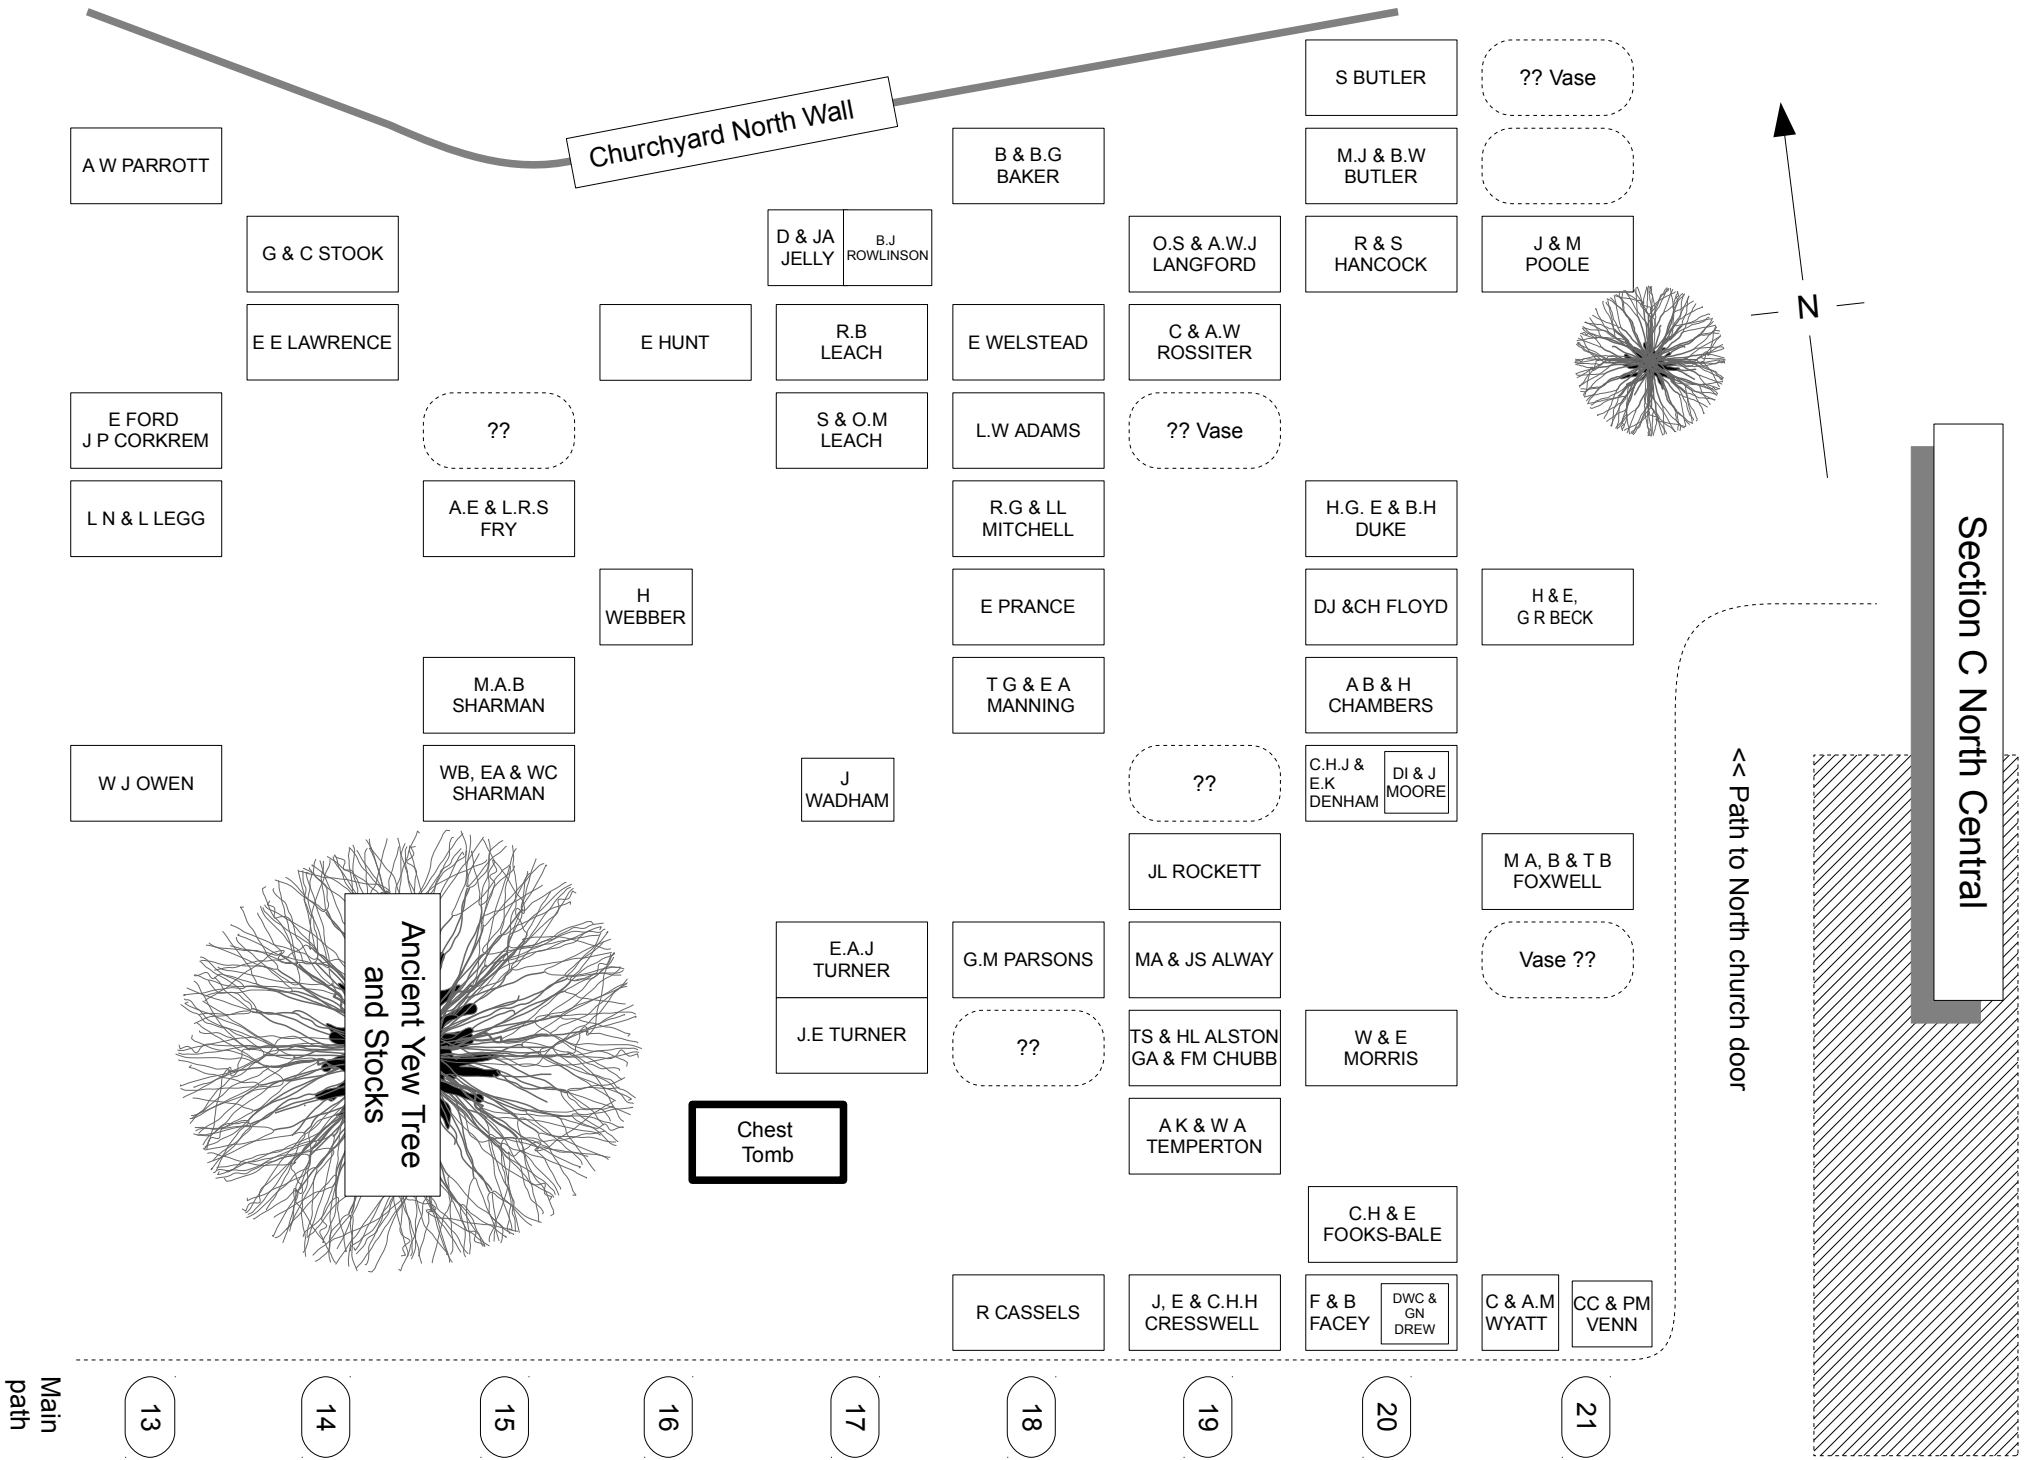 S BUTLER
?? Vase
Churchyard North Wall
A W PARROTT
B & B.G
BAKER
M.J & B.W
BUTLER
G & C STOOK
D & JA
JELLY
B.J
ROWLINSON
O.S & A.W.J
LANGFORD
R & S
HANCOCK
J & M
POOLE
N
E E LAWRENCE
E HUNT
R.B
LEACH
E WELSTEAD
C & A.W
ROSSITER
E FORD
J P CORKREM
??
S & O.M
LEACH
L.W ADAMS
?? Vase
L N & L LEGG
A.E & L.R.S
FRY
R.G & LL
MITCHELL
H.G. E & B.H
DUKE
H
WEBBER
E PRANCE
DJ &CH FLOYD
H & E,
G R BECK
M.A.B
SHARMAN
T G & E A
MANNING
A B & H
CHAMBERS
W J OWEN
WB, EA & WC
SHARMAN
J
WADHAM
??
C.H.J &
E.K
DENHAM
DI & J
MOORE
JL ROCKETT
M A, B & T B
FOXWELL
E.A.J
TURNER
G.M PARSONS
MA & JS ALWAY
Vase ??
J.E TURNER
??
TS & HL ALSTON
GA & FM CHUBB
W & E
MORRIS
Chest
Tomb
A K & W A
TEMPERTON
C.H & E
FOOKS-BALE
R CASSELS
J, E & C.H.H
CRESSWELL
F & B
FACEY
DWC &
GN
DREW
C & A.M
WYATT
CC & PM
VENN
Ancient Yew Tree
and Stocks
<< Path to North church door
Section C North Central
Main
path
13
14
15
16
17
18
19
20
21